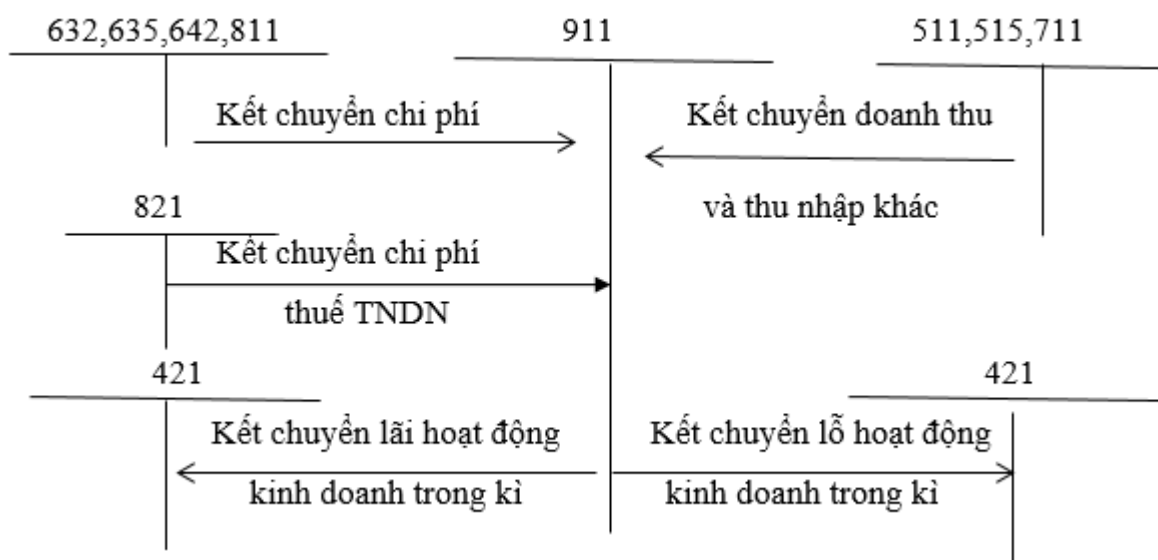 632,635,642,811
911
511,515,711
Kết chuyển chi phí
Kết chuyển doanh thu
và thu nhập khác
821
Kết chuyển chi phí
thuế TNDN
421
421
Kết chuyển lãi hoạt động
kinh doanh trong kì
Kết chuyển lỗ hoạt động
kinh doanh trong kì